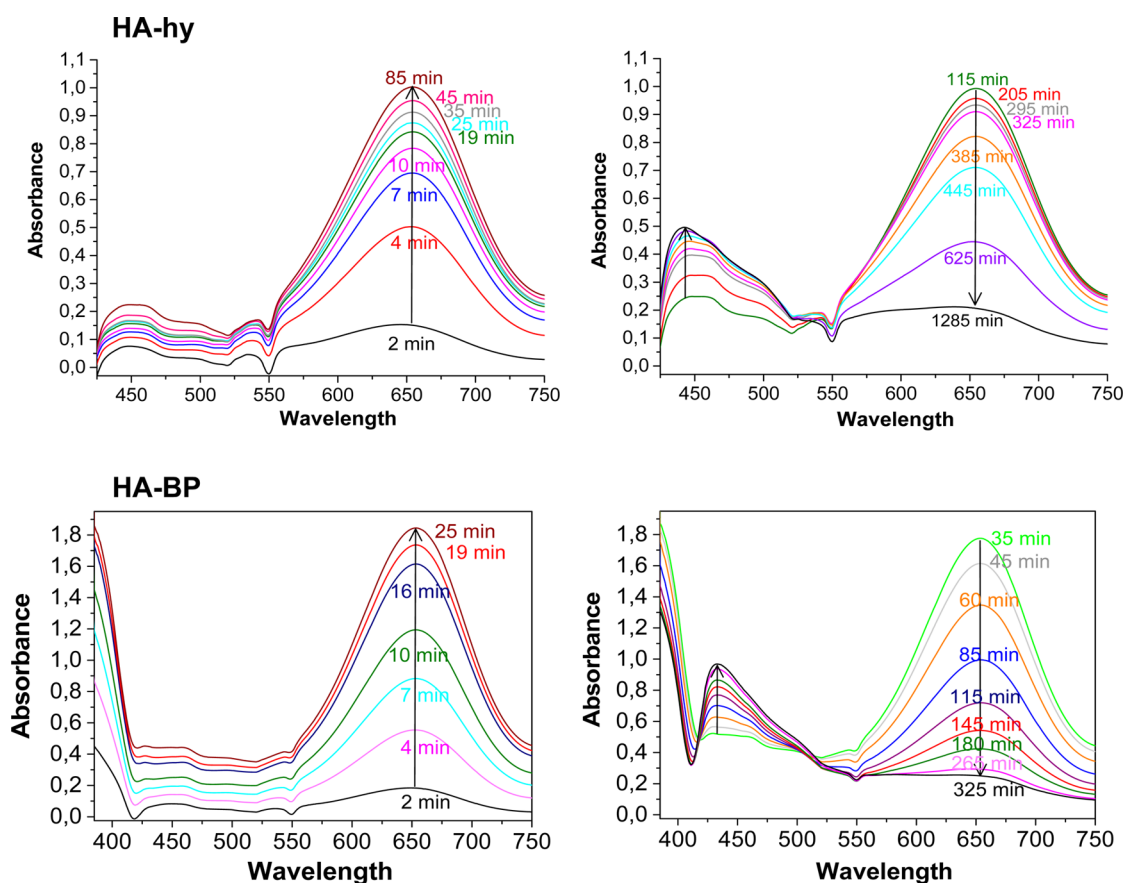 HA-hy
Absorbance
1,1
1,0
0,9
0,8
0,7
0,6
0,5
0,4
0,3
0,2
0,1
0,0
85 min
45 min
35 min
25 min
19 min
10 min
7 min
4 min
2 min
450 500 550 600 650 700 750
Wavelength
Absorbance
1,1
1,0
0,9
0,8
0,7
0,6
0,5
0,4
0,3
0,2
0,1
0,0
115 min
205 min
295 min
325 min
385 min
445 min
625 min
1285 min
450 500 550 600 650 700 750
Wavelength
HA-BP
Absorbance
1,8
1,6
1,4
1,2
1,0
0,8
0,6
0,4
0,2
0,0
25 min
19 min
16 min
10 min
7 min
4 min
2 min
400 450 500 550 600 650 700 750
Wavelength
Absorbance
1,8
1,6
1,4
1,2
1,0
0,8
0,6
0,4
0,2
0,0
35 min
45 min
60 min
85 min
115 min
145 min
180 min
265 min
325 min
400 450 500 550 600 650 700 750
Wavelength